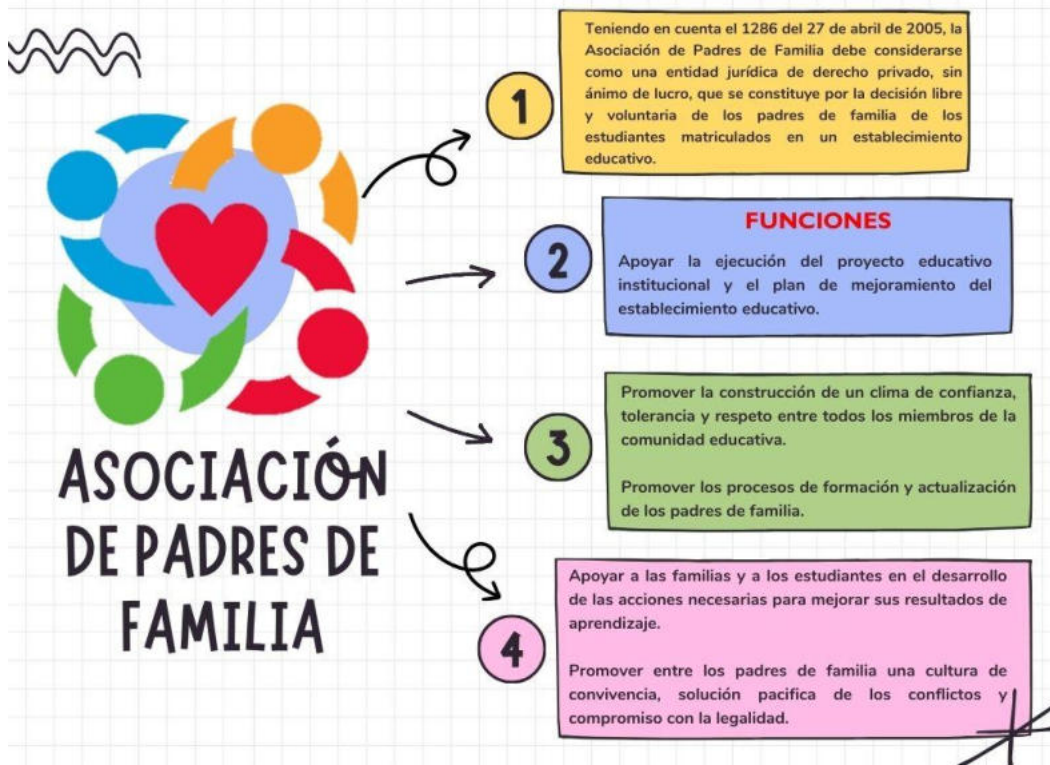 ASOCIACIÓN
DE PADRES DE
FAMILIA
1
Teniendo en cuenta el 1286 del 27 de abril de 2005, la
Asociación de Padres de Familia debe considerarse
como una entidad jurídica de derecho privado, sin
ánimo de lucro, que se constituye por la decisión libre
y voluntaria de los padres de familia de los
estudiantes matriculados en un establecimiento
educativo.
2
FUNCIONES
Apoyar la ejecución del proyecto educativo
institucional y el plan de mejoramiento del
establecimiento educativo.
3
Promover la construcción de un clima de confianza,
tolerancia y respeto entre todos los miembros de la
comunidad educativa.
Promover los procesos de formación y actualización
de los padres de familia.
4
Apoyar a las familias y a los estudiantes en el desarrollo
de las acciones necesarias para mejorar sus resultados de
aprendizaje.
Promover entre los padres de familia una cultura de
convivencia, solución pacifica de los conflictos y
compromiso con la legalidad.